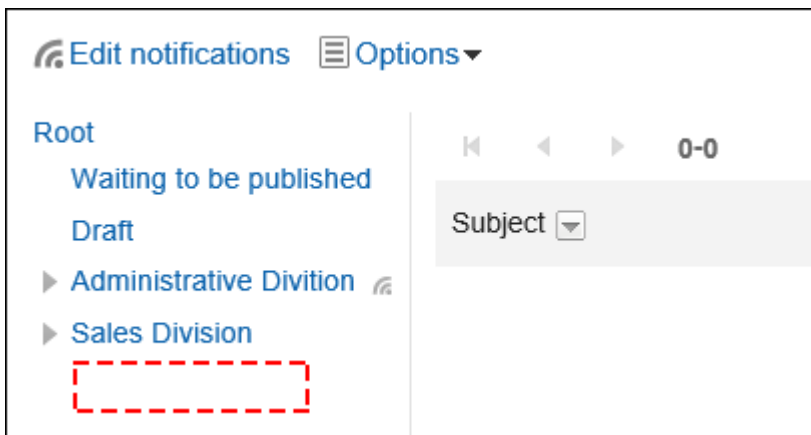 Edit notifications Options
Root
0-0
Waiting to be published
Draft
Subject
Administrative Divition
Sales Division